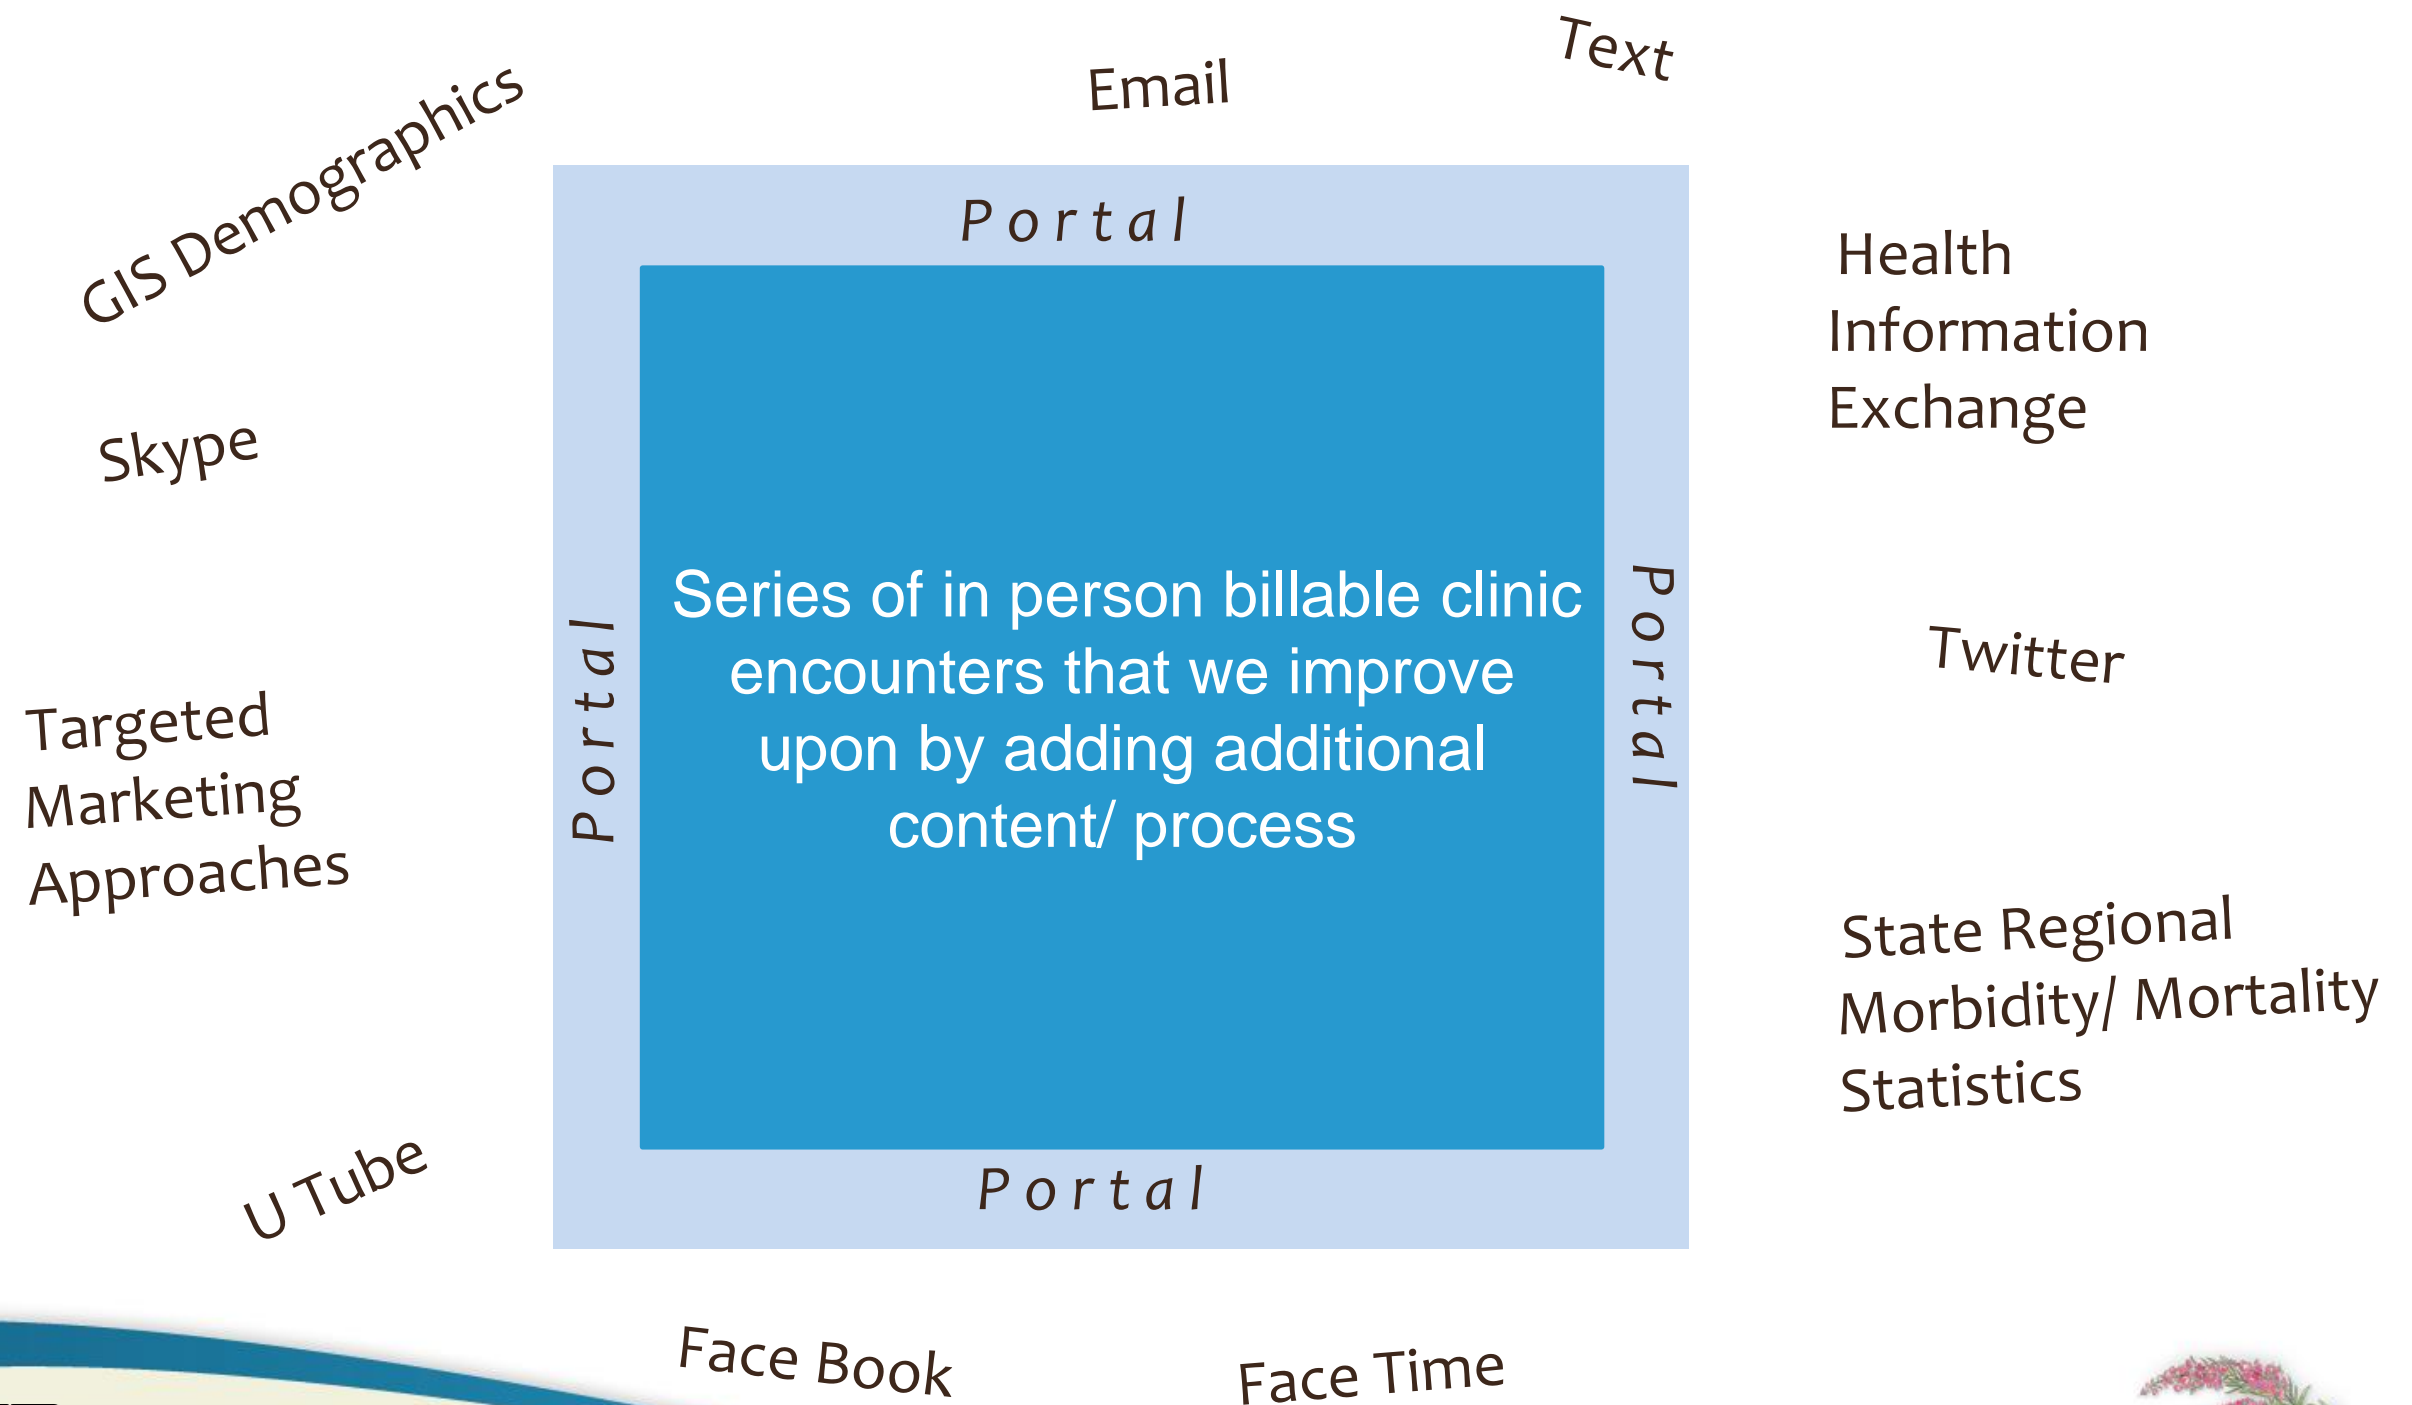 Text
Email
GIS Demographics
Portal
Health
Information
Exchange
Skype
Portal
Series of in person billable clinic
encounters that we improve
upon by adding additional
content/ process
Portal
Twitter
Targeted
Marketing
Approaches
State Regional
Morbidity/ Mortality
Statistics
U Tube
Portal
Face Book
Face Time